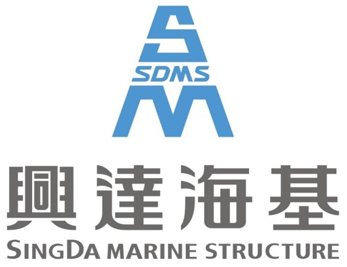 S
SDMS
M
興達海基
SINGDA MARINE STRUCTURE